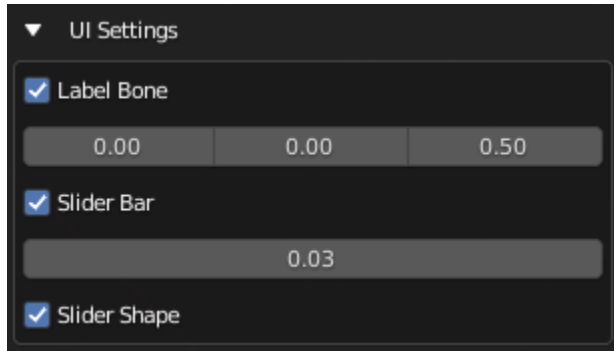 UI Settings
Label Bone
0.00 0.00 0.50
Slider Bar
0.03
Slider Shape